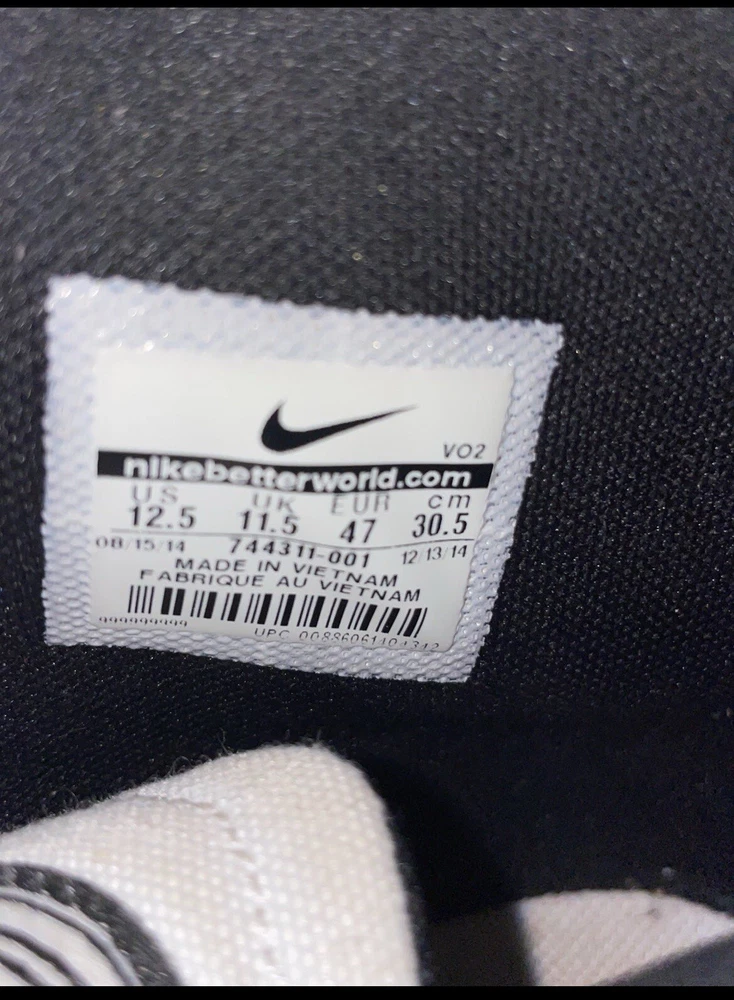 VO2
nikebetterworld.com
US UK EUR cm
12.5 11.5 47 30.5
08/15/14 744311-001 12/13/14
MADE IN VIETNAM
FABRIQUE AU VIETNAM
UPC